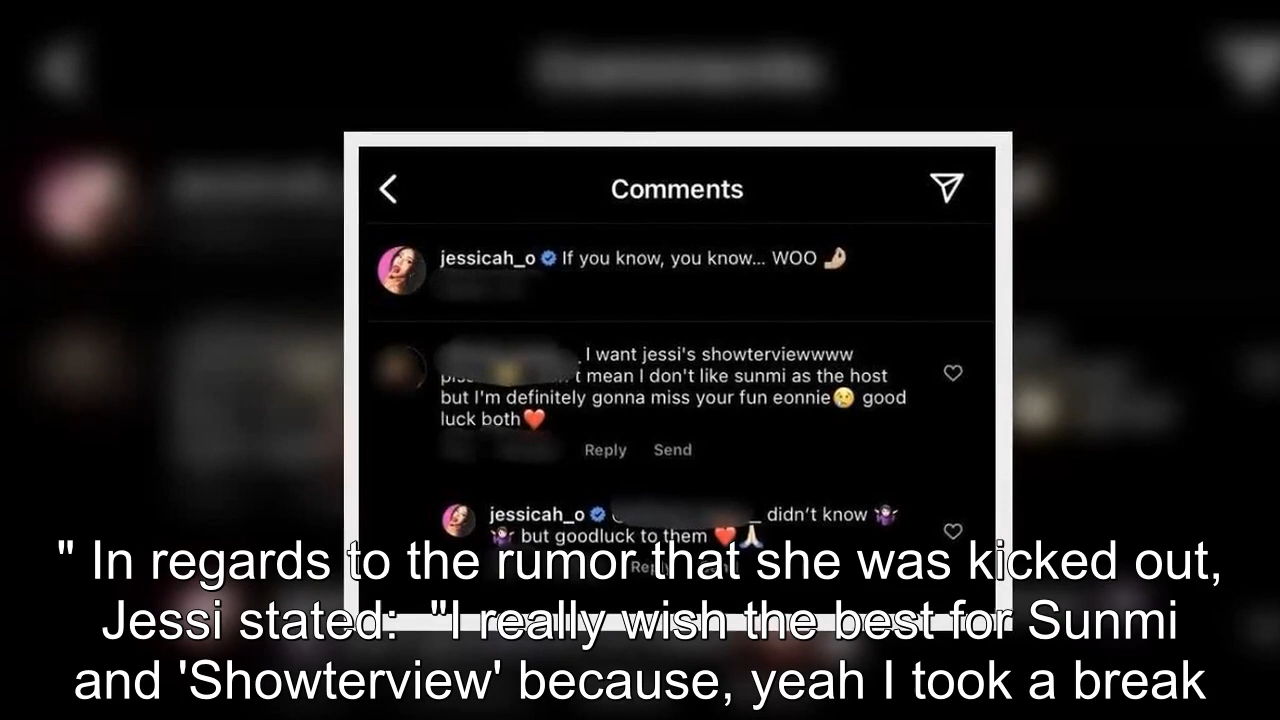 Comments
jessicah_o If you know, you know... WOO 🤌🏼
I want jessi's showterviewwww
t mean I don't like sunmi as the host
but I'm definitely gonna miss your fun eonnie😢 good
luck both❤️
Reply Send
jessicah_o didn't know 🤷🏻‍♀️
🤷🏻‍♀️ but goodluck to them ❤️🙏🏻
" In regards to the rumor that she was kicked out,
Jessi stated: "I really wish the best for Sunmi
and 'Showterview' because, yeah I took a break